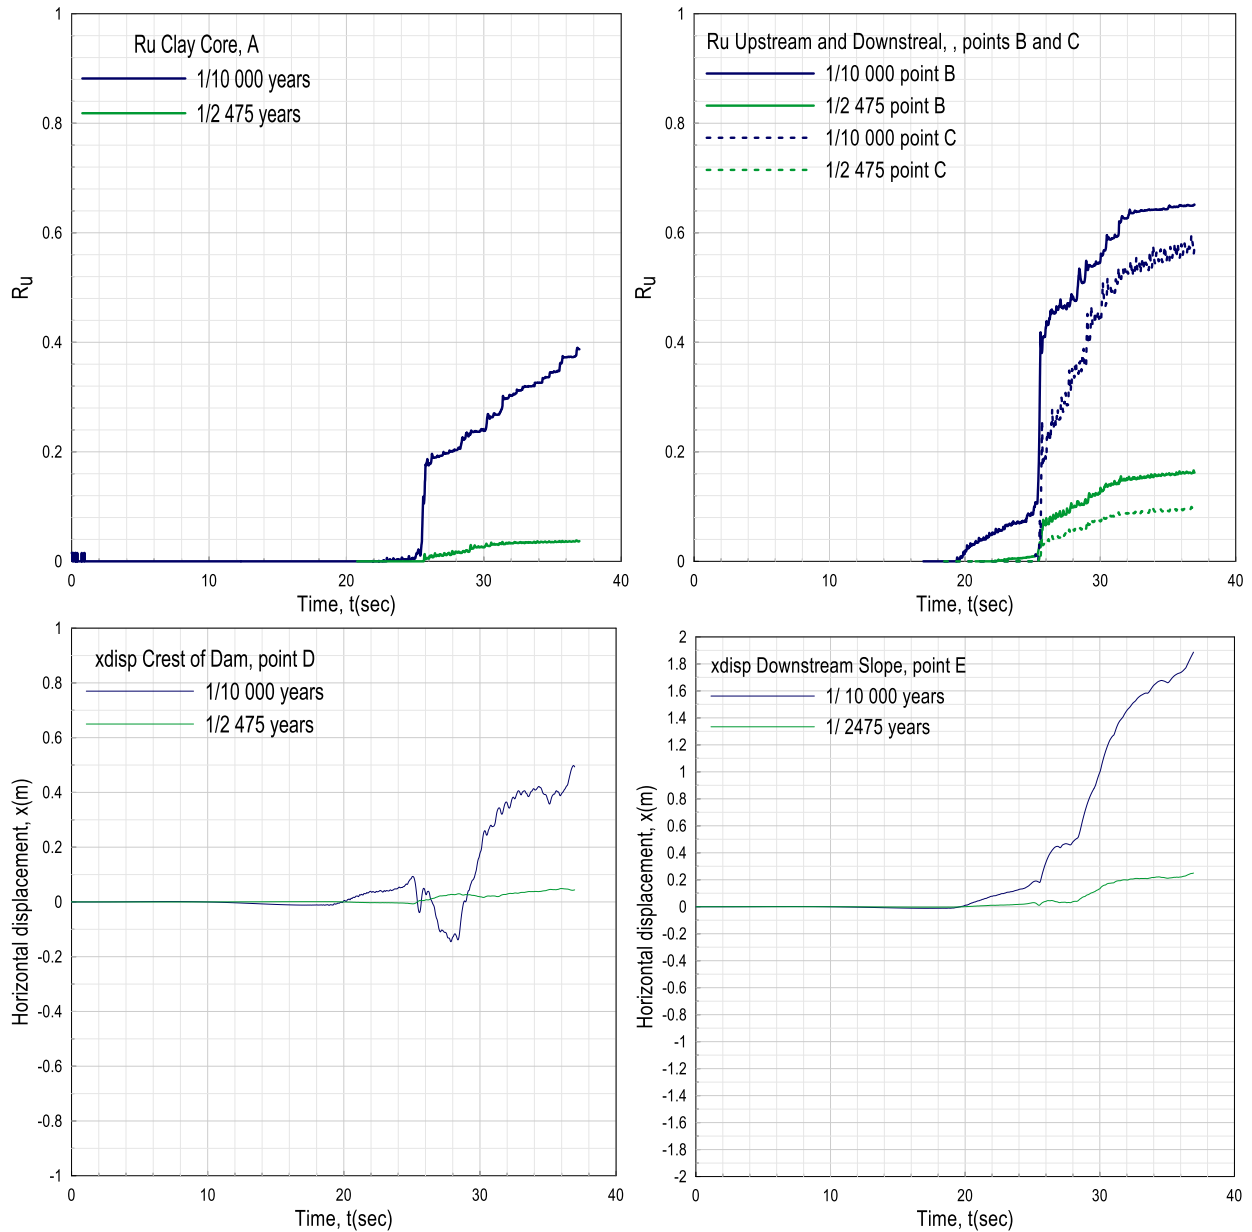 Ru Clay Core, A
1/10 000 years
1/2 475 years
1
0.8
0.6
0.4
0.2
0
Ru
0 10 20 30 40
Time, t(sec)
Ru Upstream and Downstreal, , points B and C
1/10 000 point B
1/2 475 point B
1/10 000 point C
1/2 475 point C
1
0.8
0.6
0.4
0.2
0
Ru
0 10 20 30 40
Time, t(sec)
xdisp Crest of Dam, point D
1/10 000 years
1/2 475 years
1
0.8
0.6
0.4
0.2
0
-0.2
-0.4
-0.6
-0.8
-1
Horizontal displacement, x(m)
0 10 20 30 40
Time, t(sec)
xdisp Downstream Slope, point E
1/ 10 000 years
1/ 2475 years
2
1.8
1.6
1.4
1.2
1
0.8
0.6
0.4
0.2
0
-0.2
-0.4
-0.6
-0.8
-1
-1.2
-1.4
-1.6
-1.8
-2
Horizontal displacement, x(m)
0 10 20 30 40
Time, t(sec)